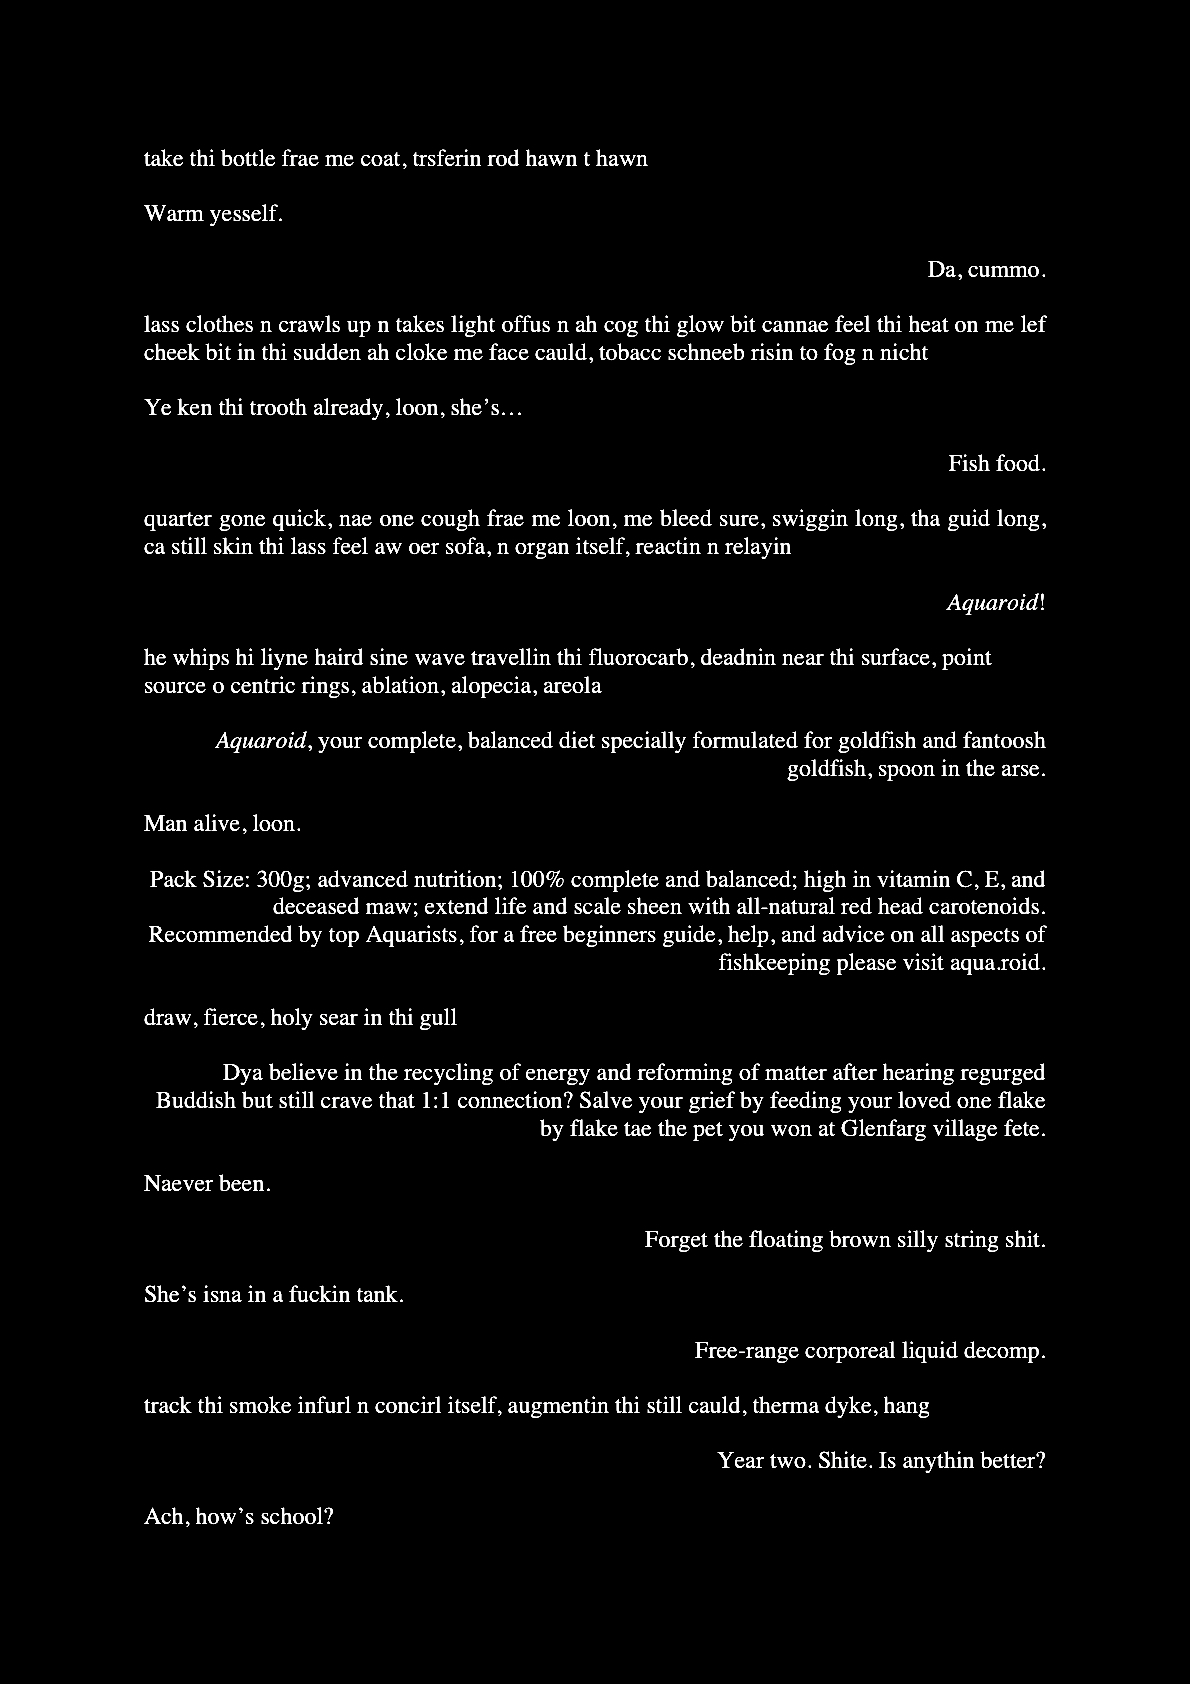 take thi bottle frae me coat, trsferin rod hawn t hawn
Warm yesself.
Da, cummo.
lass clothes n crawls up n takes light offus n ah cog thi glow bit cannae feel thi heat on me lef
cheek bit in thi sudden ah cloke me face cauld, tobacc schneeb risin to fog n nicht
Ye ken thi trooth already, loon, she’s…
Fish food.
quarter gone quick, nae one cough frae me loon, me bleed sure, swiggin long, tha guid long,
ca still skin thi lass feel aw oer sofa, n organ itself, reactin n relayin
Aquaroid!
he whips hi liyne haird sine wave travellin thi fluorocarb, deadnin near thi surface, point
source o centric rings, ablation, alopecia, areola
Aquaroid, your complete, balanced diet specially formulated for goldfish and fantoosh
goldfish, spoon in the arse.
Man alive, loon.
Pack Size: 300g; advanced nutrition; 100% complete and balanced; high in vitamin C, E, and
deceased maw; extend life and scale sheen with all-natural red head carotenoids.
Recommended by top Aquarists, for a free beginners guide, help, and advice on all aspects of
fishkeeping please visit aqua.roid.
draw, fierce, holy sear in thi gull
Dya believe in the recycling of energy and reforming of matter after hearing regurged
Buddish but still crave that 1:1 connection? Salve your grief by feeding your loved one flake
by flake tae the pet you won at Glenfarg village fete.
Naever been.
Forget the floating brown silly string shit.
She’s isna in a fuckin tank.
Free-range corporeal liquid decomp.
track thi smoke infurl n concirl itself, augmentin thi still cauld, therma dyke, hang
Year two. Shite. Is anythin better?
Ach, how’s school?